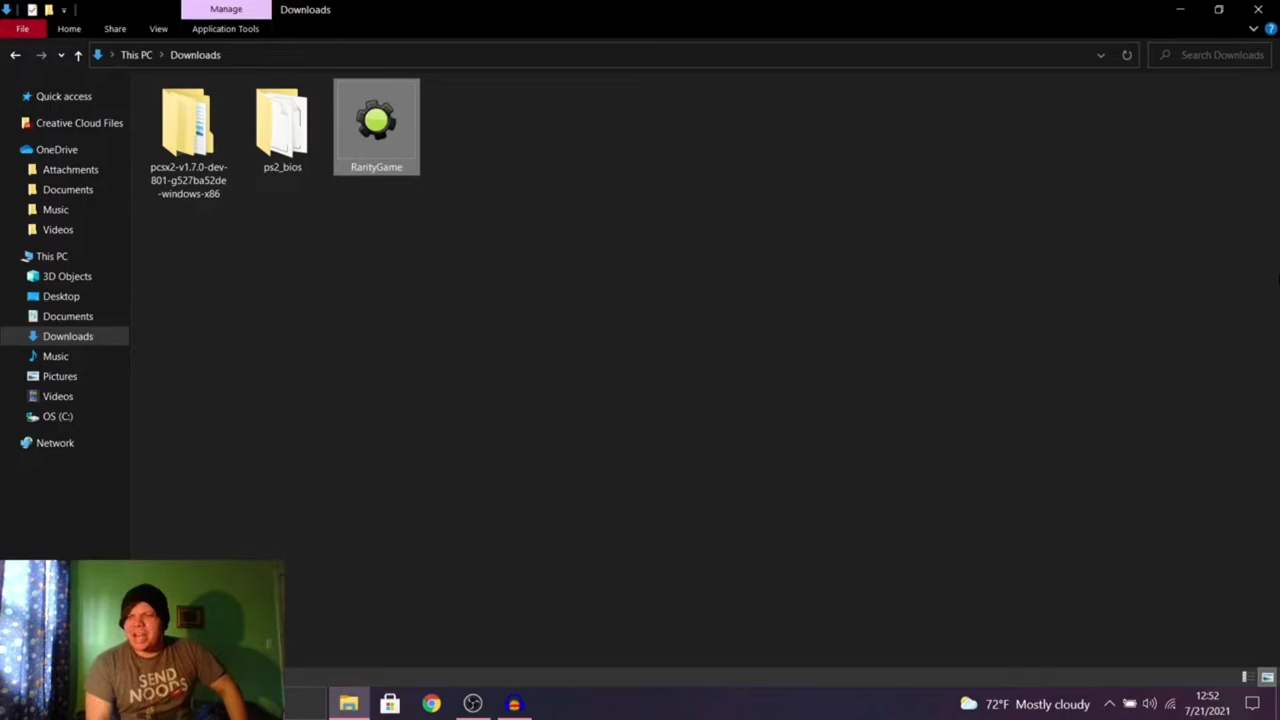 Manage
Downloads
File
Home
Share
View
Application Tools
This PC
Downloads
Search Downloads
Quick access
Creative Cloud Files
OneDrive
Attachments
Documents
Music
Videos
This PC
3D Objects
Desktop
Documents
Downloads
Music
Pictures
Videos
OS (C:)
Network
pcsx2-v1.7.0-dev-
801-g527ba52de
-windows-x86
ps2_bios
RarityGame
SEND
NOODS
72°F Mostly cloudy
12:52
7/21/2021